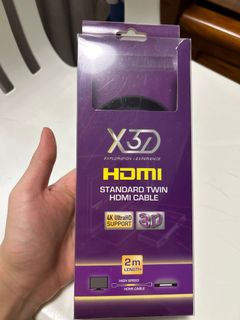 X3D
EXPLORATION · EXPERIENCE
HDMI
STANDARD TWIN
HDMI CABLE
4K UltraHD
SUPPORT
3D
2m
LENGTH
HIGH SPEED
HDMI CABLE